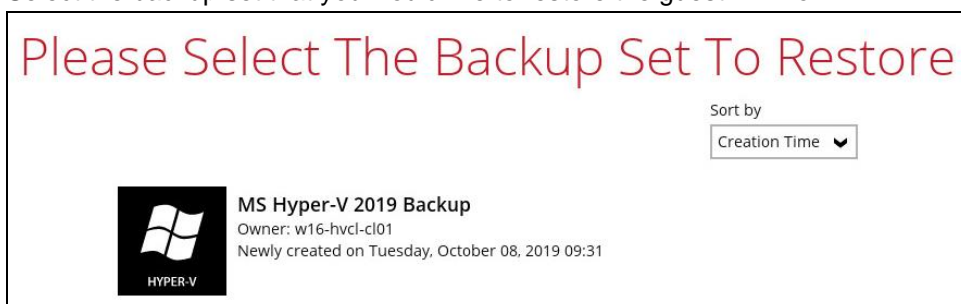 Please Select The Backup Set To Restore
Sort by
Creation Time
MS Hyper-V 2019 Backup
Owner: w16-hvcl-cl01
Newly created on Tuesday, October 08, 2019 09:31
HYPER-V